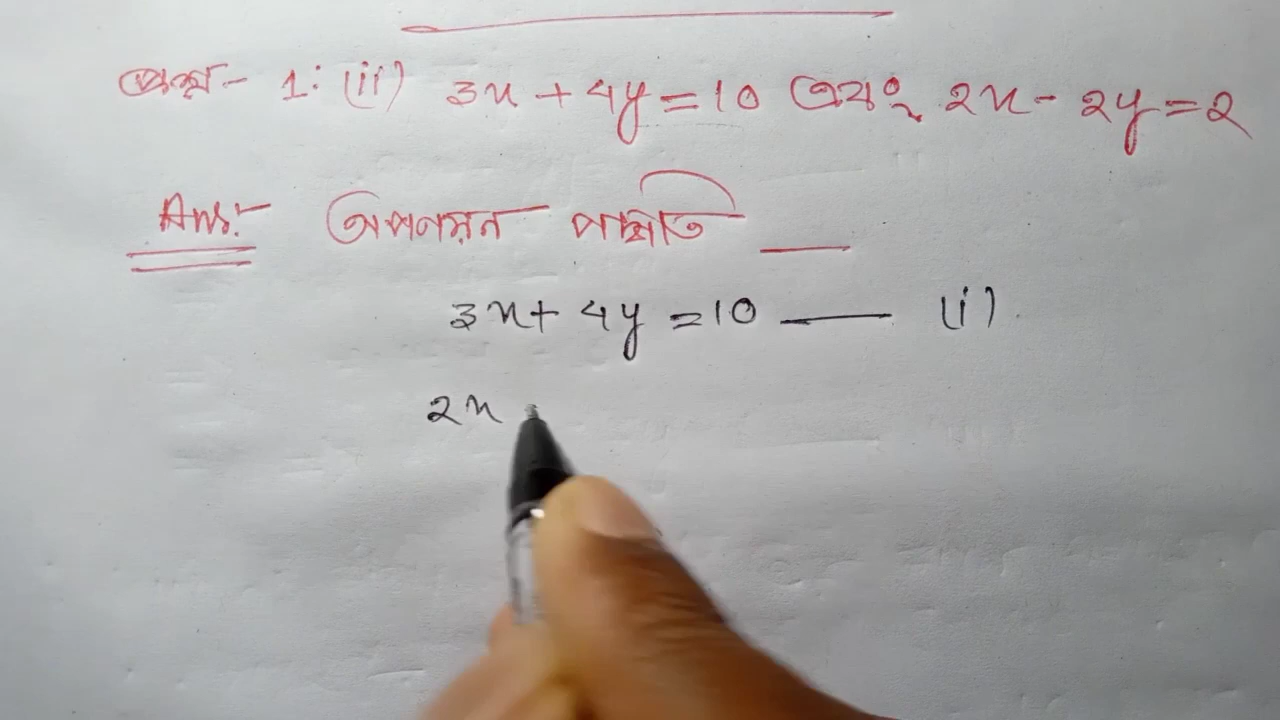 প্রশ্ন- 1: (ii) 3x + 4y = 10 এবং 2x - 2y = 2
Ans:- অপনয়ন পদ্ধতি —
3x + 4y = 10 —— (i)
2x